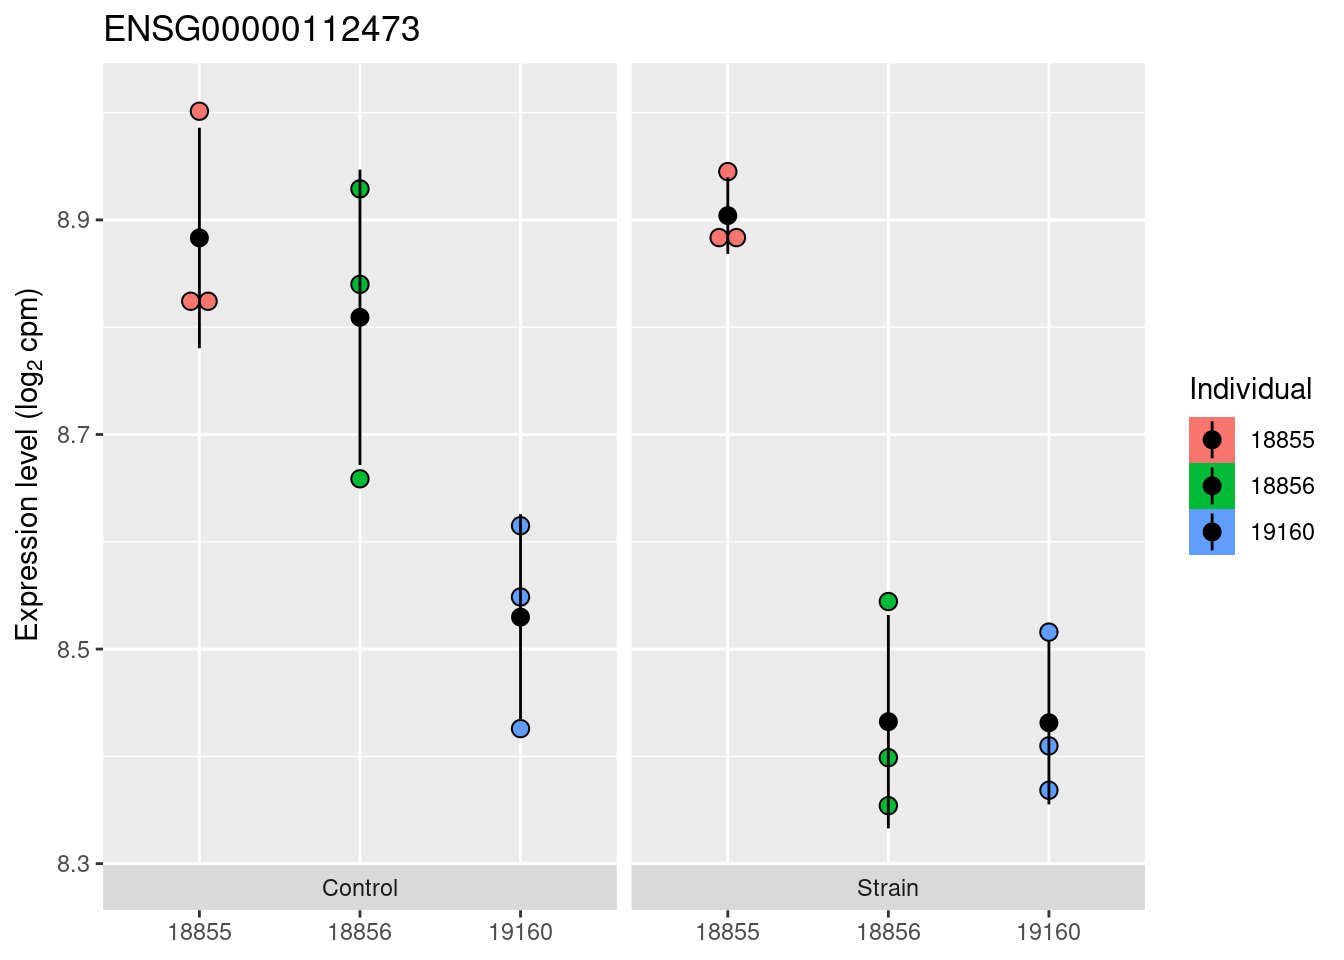 ENSG00000112473
Expression level (log₂ cpm)
8.9
8.7
8.5
8.3
Control
Strain
18855
18856
19160
18855
18856
19160
Individual
18855
18856
19160